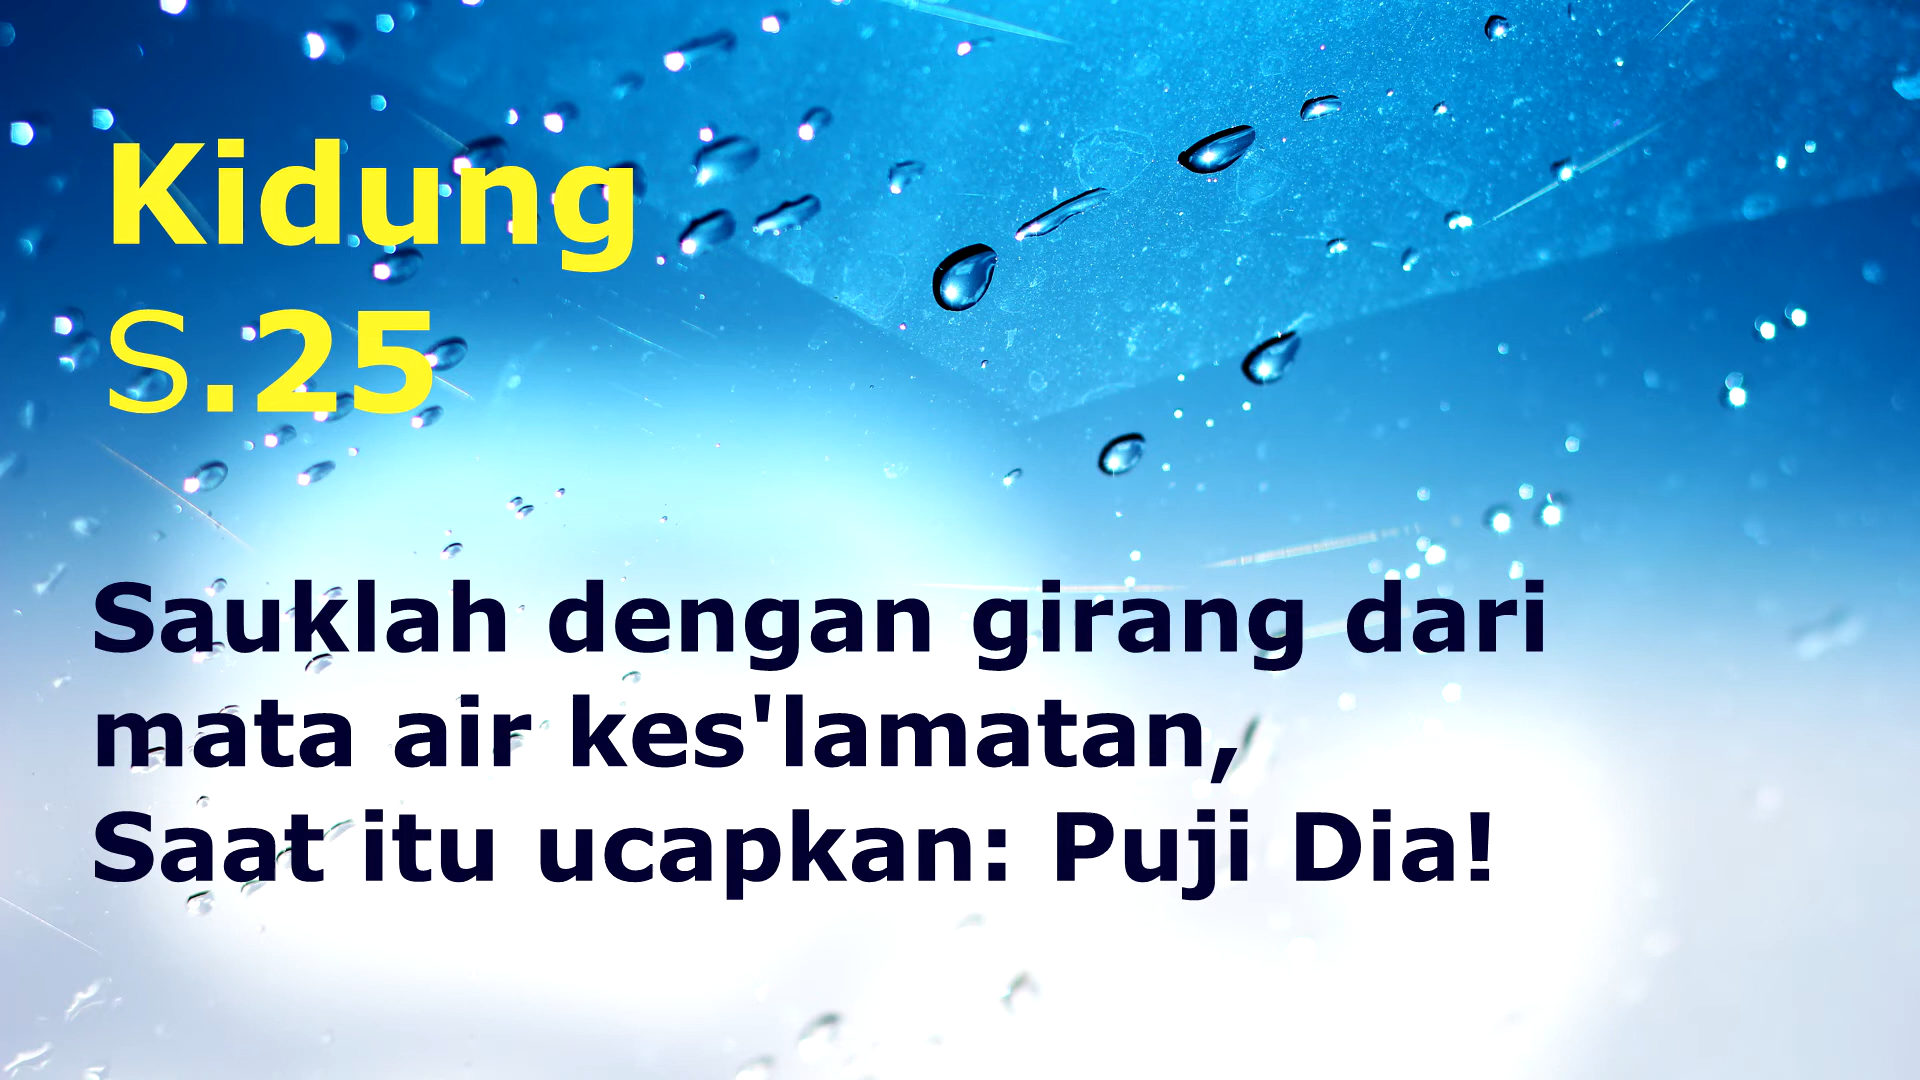 Kidung
S.25
Sauklah dengan girang dari
mata air kes'lamatan,
Saat itu ucapkan: Puji Dia!